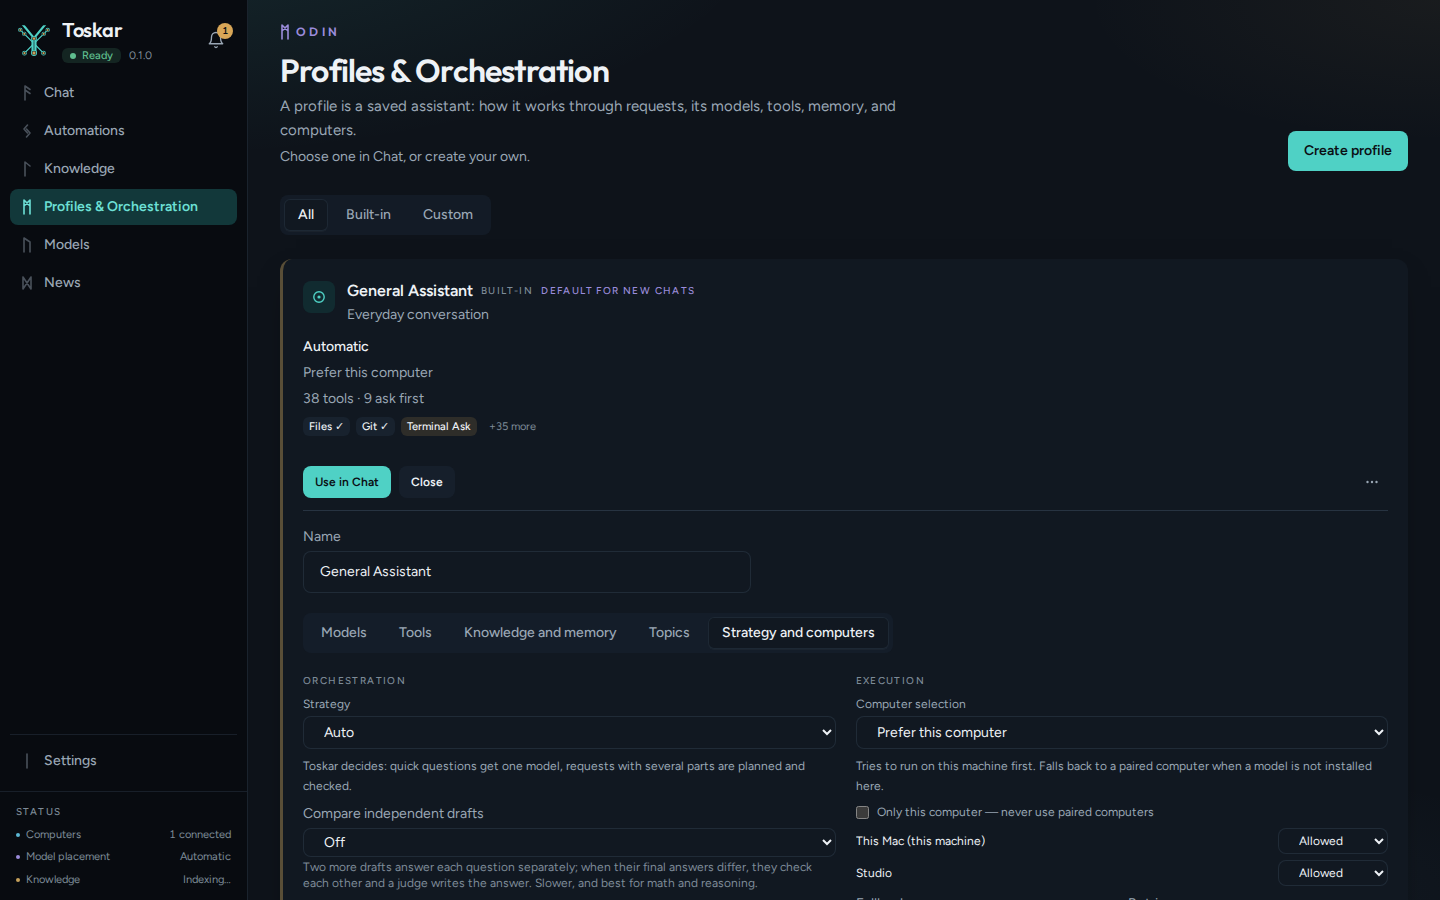 Toskar
1
Ready 0.1.0
Chat
Automations
Knowledge
Profiles & Orchestration
Models
News
Settings
STATUS
Computers 1 connected
Model placement Automatic
Knowledge Indexing...
ODIN
Profiles & Orchestration
A profile is a saved assistant: how it works through requests, its models, tools, memory, and
computers.
Choose one in Chat, or create your own.
Create profile
All Built-in Custom
General Assistant BUILT-IN DEFAULT FOR NEW CHATS
Everyday conversation
Automatic
Prefer this computer
38 tools · 9 ask first
Files ✓ Git ✓ Terminal Ask +35 more
Use in Chat Close ...
Name
General Assistant
Models Tools Knowledge and memory Topics Strategy and computers
ORCHESTRATION
Strategy
Auto
Toskar decides: quick questions get one model, requests with several parts are planned and
checked.
Compare independent drafts
Off
Two more drafts answer each question separately; when their final answers differ, they check
each other and a judge writes the answer. Slower, and best for math and reasoning.
EXECUTION
Computer selection
Prefer this computer
Tries to run on this machine first. Falls back to a paired computer when a model is not installed
here.
Only this computer — never use paired computers
This Mac (this machine) Allowed
Studio Allowed